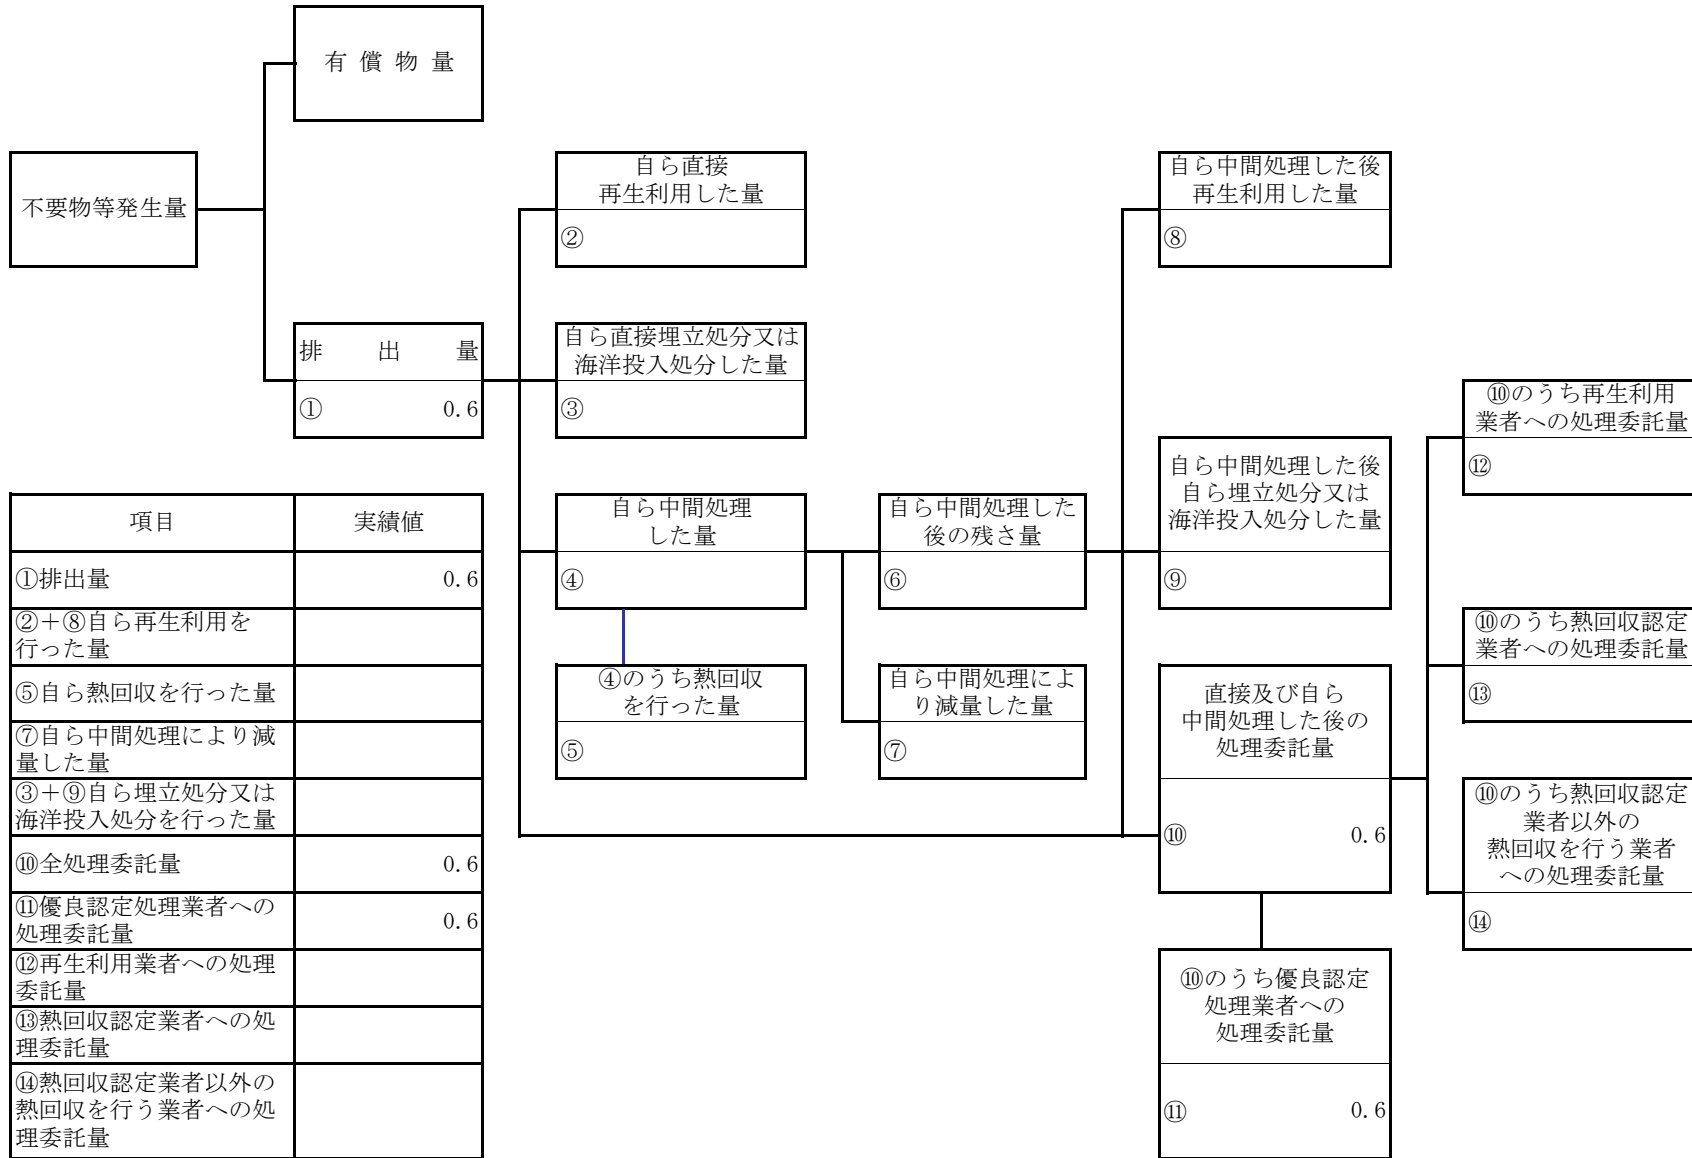 有 償 物 量
不要物等発生量
排 出 量
① 0.6
自ら直接
再生利用した量
②
自ら直接埋立処分又は
海洋投入処分した量
③
自ら中間処理
した量
④
④のうち熱回収
を行った量
⑤
自ら中間処理した
後の残さ量
⑥
自ら中間処理によ
り減量した量
⑦
自ら中間処理した後
再生利用した量
⑧
自ら中間処理した後
自ら埋立処分又は
海洋投入処分した量
⑨
直接及び自ら
中間処理した後の
処理委託量
⑩ 0.6
⑩のうち優良認定
処理業者への
処理委託量
⑪ 0.6
⑩のうち再生利用
業者への処理委託量
⑫
⑩のうち熱回収認定
業者への処理委託量
⑬
⑩のうち熱回収認定
業者以外の
熱回収を行う業者
への処理委託量
⑭
項目 実績値
①排出量 0.6
②＋⑧自ら再生利用を
行った量
⑤自ら熱回収を行った量
⑦自ら中間処理により減
量した量
③＋⑨自ら埋立処分又は
海洋投入処分を行った量
⑩全処理委託量 0.6
⑪優良認定処理業者への
処理委託量 0.6
⑫再生利用業者への処理
委託量
⑬熱回収認定業者への処
理委託量
⑭熱回収認定業者以外の
熱回収を行う業者への処
理委託量